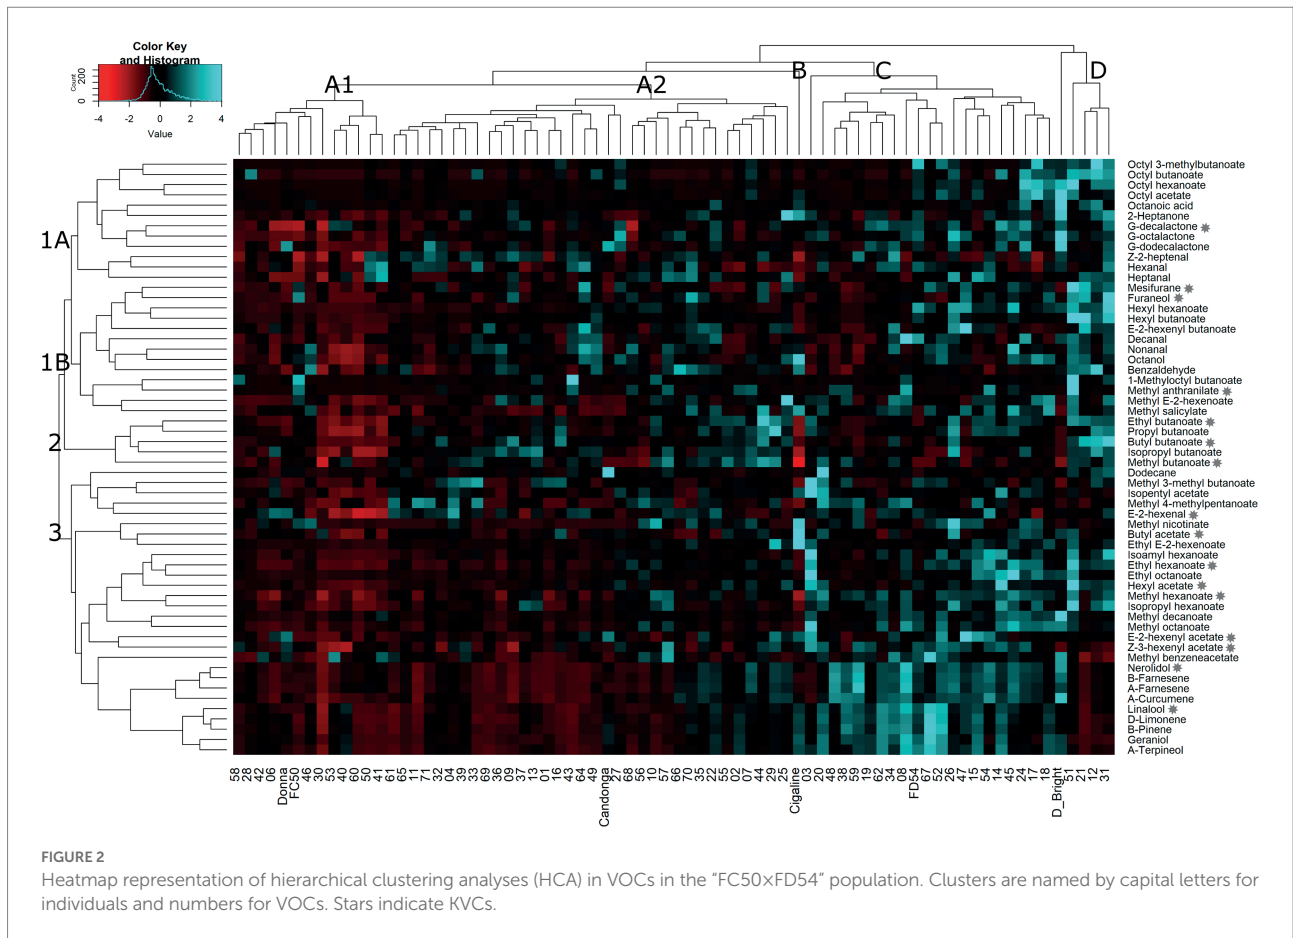 Color Key
and Histogram
Count
0 200
-4 -2 0 2 4
Value
A1
A2
B
C
D
1A
1B
2
3
Octyl 3-methylbutanoate
Octyl butanoate
Octyl hexanoate
Octyl acetate
Octanoic acid
2-Heptanone
G-decalactone
G-octalactone
G-dodecalactone
Z-2-heptenal
Hexanal
Heptanal
Mesifurane
Furaneol
Hexyl hexanoate
Hexyl butanoate
E-2-hexenyl butanoate
Decanal
Nonanal
Octanol
Benzaldehyde
1-Methyloctyl butanoate
Methyl anthranilate
Methyl E-2-hexenoate
Methyl salicylate
Ethyl butanoate
Propyl butanoate
Butyl butanoate
Isopropyl butanoate
Methyl butanoate
Dodecane
Methyl 3-methyl butanoate
Isopentyl acetate
Methyl 4-methylpentanoate
E-2-hexenal
Methyl nicotinate
Butyl acetate
Ethyl E-2-hexenoate
Isoamyl hexanoate
Ethyl hexanoate
Ethyl octanoate
Hexyl acetate
Methyl hexanoate
Isopropyl hexanoate
Methyl decanoate
Methyl octanoate
E-2-hexenyl acetate
Z-3-hexenyl acetate
Methyl benzeneacetate
Nerolidol
B-Farnesene
A-Farnesene
A-Curcumene
Linalool
D-Limonene
B-Pinene
Geraniol
A-Terpineol
58
28
42
06
Donna
FC50
46
30
53
40
60
50
41
61
65
11
71
32
04
39
33
69
36
09
37
13
01
16
43
64
49
Candonga
27
68
56
10
57
66
70
35
22
55
02
07
44
29
25
Cigaline
03
20
48
38
59
19
62
34
08
FD54
67
52
26
47
15
54
14
45
24
17
18
D_Bright
51
21
12
31
FIGURE 2
Heatmap representation of hierarchical clustering analyses (HCA) in VOCs in the “FC50×FD54” population. Clusters are named by capital letters for
individuals and numbers for VOCs. Stars indicate KVCs.